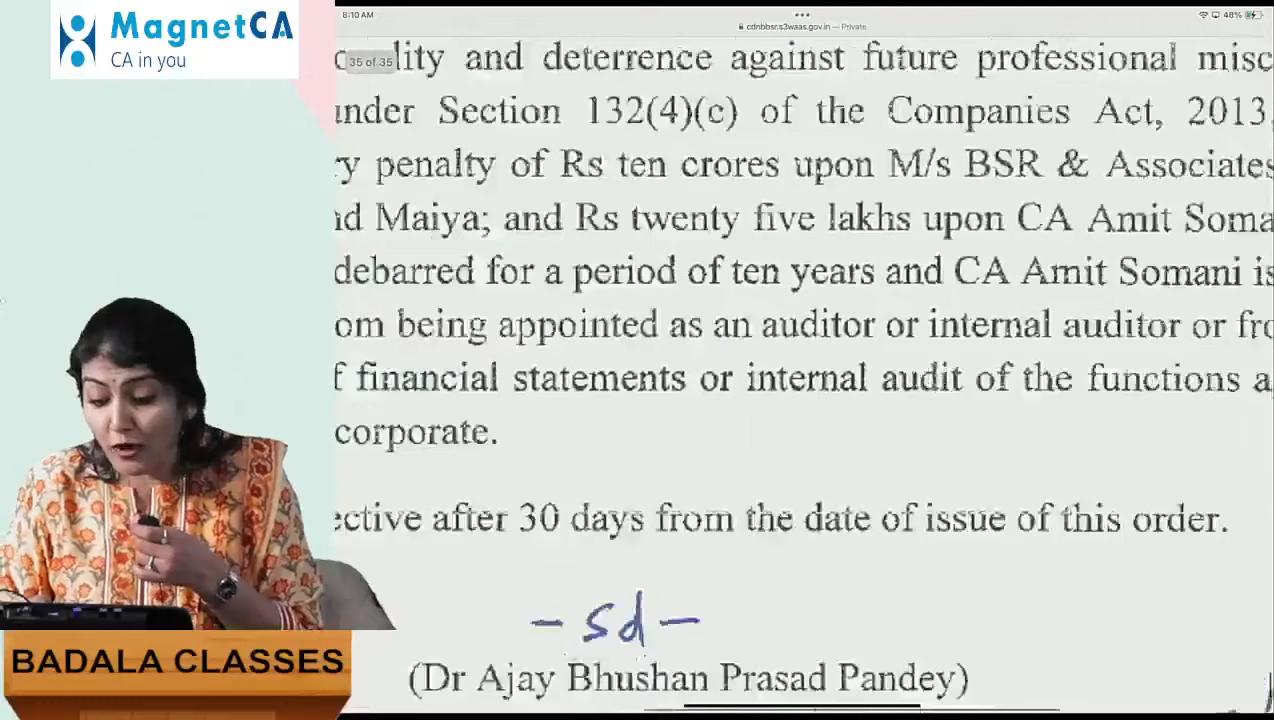 MagnetCA
CA in you
8:10 AM
48%
cdnbbsr.s3waas.gov.in — Private
35 of 35
lity and deterrence against future professional misc
under Section 132(4)(c) of the Companies Act, 2013,
ry penalty of Rs ten crores upon M/s BSR & Associates
nd Maiya; and Rs twenty five lakhs upon CA Amit Soma
debarred for a period of ten years and CA Amit Somani is
om being appointed as an auditor or internal auditor or fro
f financial statements or internal audit of the functions a
corporate.
ective after 30 days from the date of issue of this order.
- sd -
(Dr Ajay Bhushan Prasad Pandey)
BADALA CLASSES